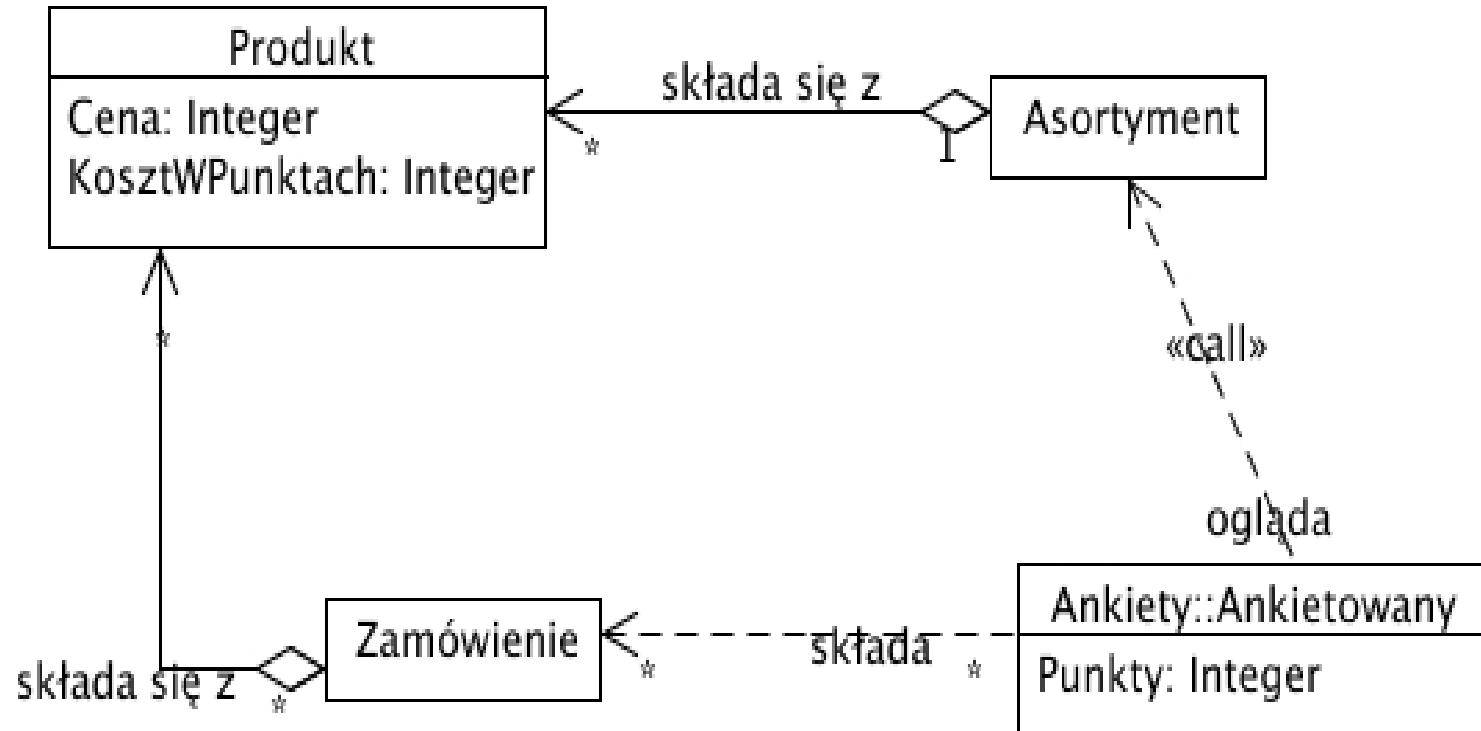 Produkt
Cena: Integer
KosztWPunktach: Integer
składa się z
*
1
Asortyment
*
«call»
ogląda
Ankiety::Ankietowany
Punkty: Integer
Zamówienie
*
składa
*
składa się z
*